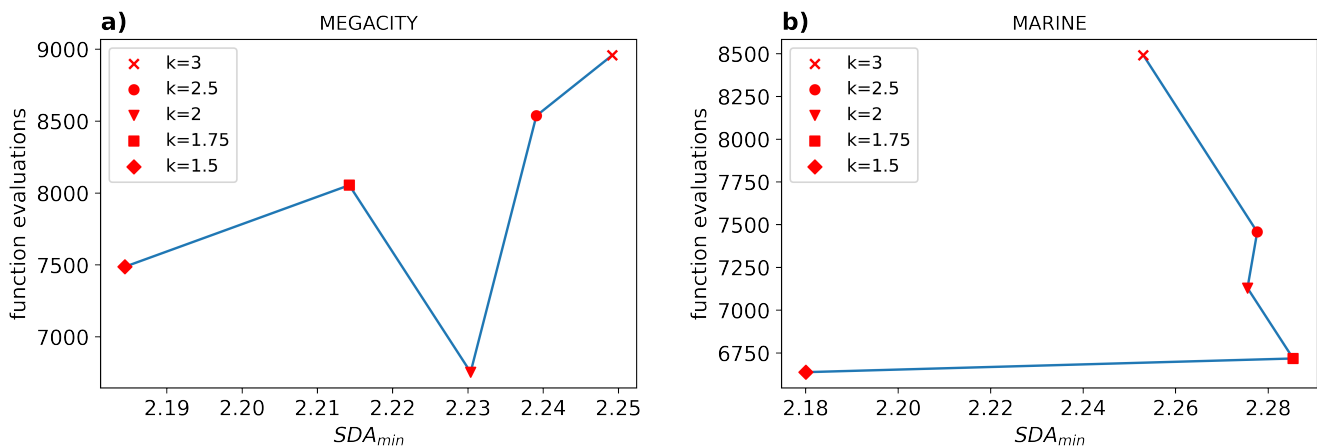 a)
MEGACITY
function evaluations
9000
8500
8000
7500
7000
k=3
k=2.5
k=2
k=1.75
k=1.5
2.19 2.20 2.21 2.22 2.23 2.24 2.25
SDAmin
b)
MARINE
function evaluations
8500
8250
8000
7750
7500
7250
7000
6750
k=3
k=2.5
k=2
k=1.75
k=1.5
2.18 2.20 2.22 2.24 2.26 2.28
SDAmin